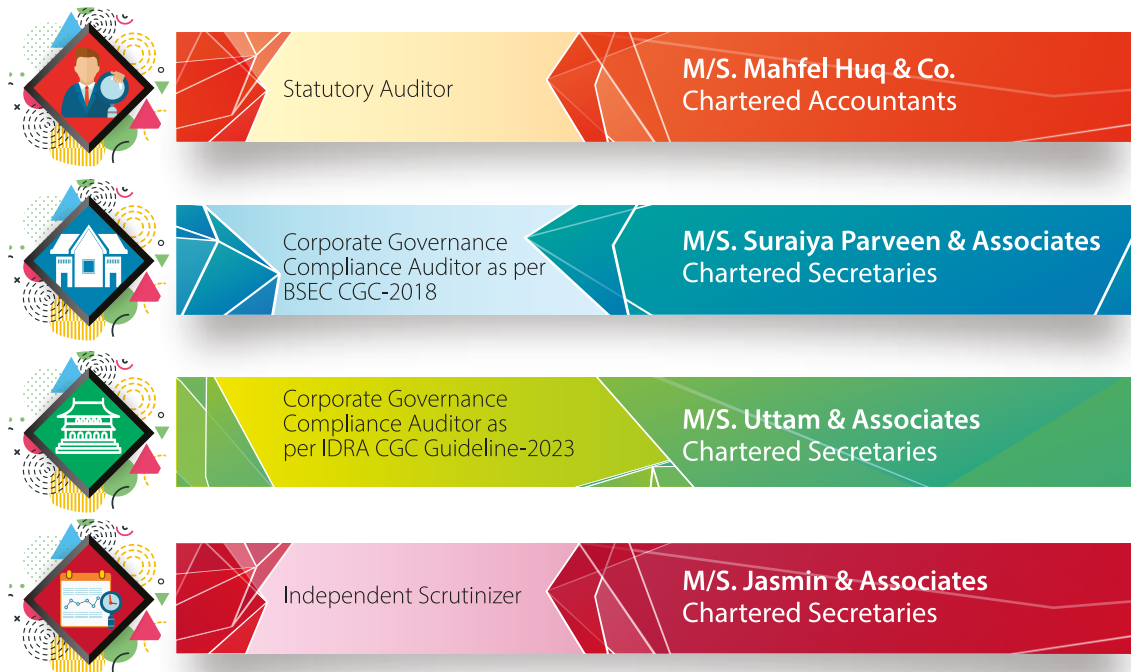 Statutory Auditor
M/S. Mahfel Huq & Co.
Chartered Accountants
Corporate Governance
Compliance Auditor as per
BSEC CGC-2018
M/S. Suraiya Parveen & Associates
Chartered Secretaries
Corporate Governance
Compliance Auditor as
per IDRA CGC Guideline-2023
M/S. Uttam & Associates
Chartered Secretaries
Independent Scrutinizer
M/S. Jasmin & Associates
Chartered Secretaries